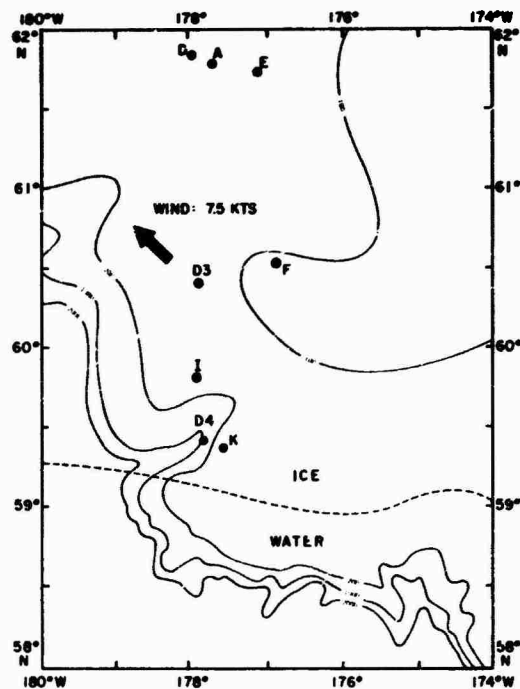 180°W 178° 176° 174°W
62° N 62° N
D A E
61° 61°
WIND: 7.5 KTS
F
D3
60° 60°
I
D4
K
ICE
59° 59°
WATER
58° N 58° N
180°W 178° 176° 174°W